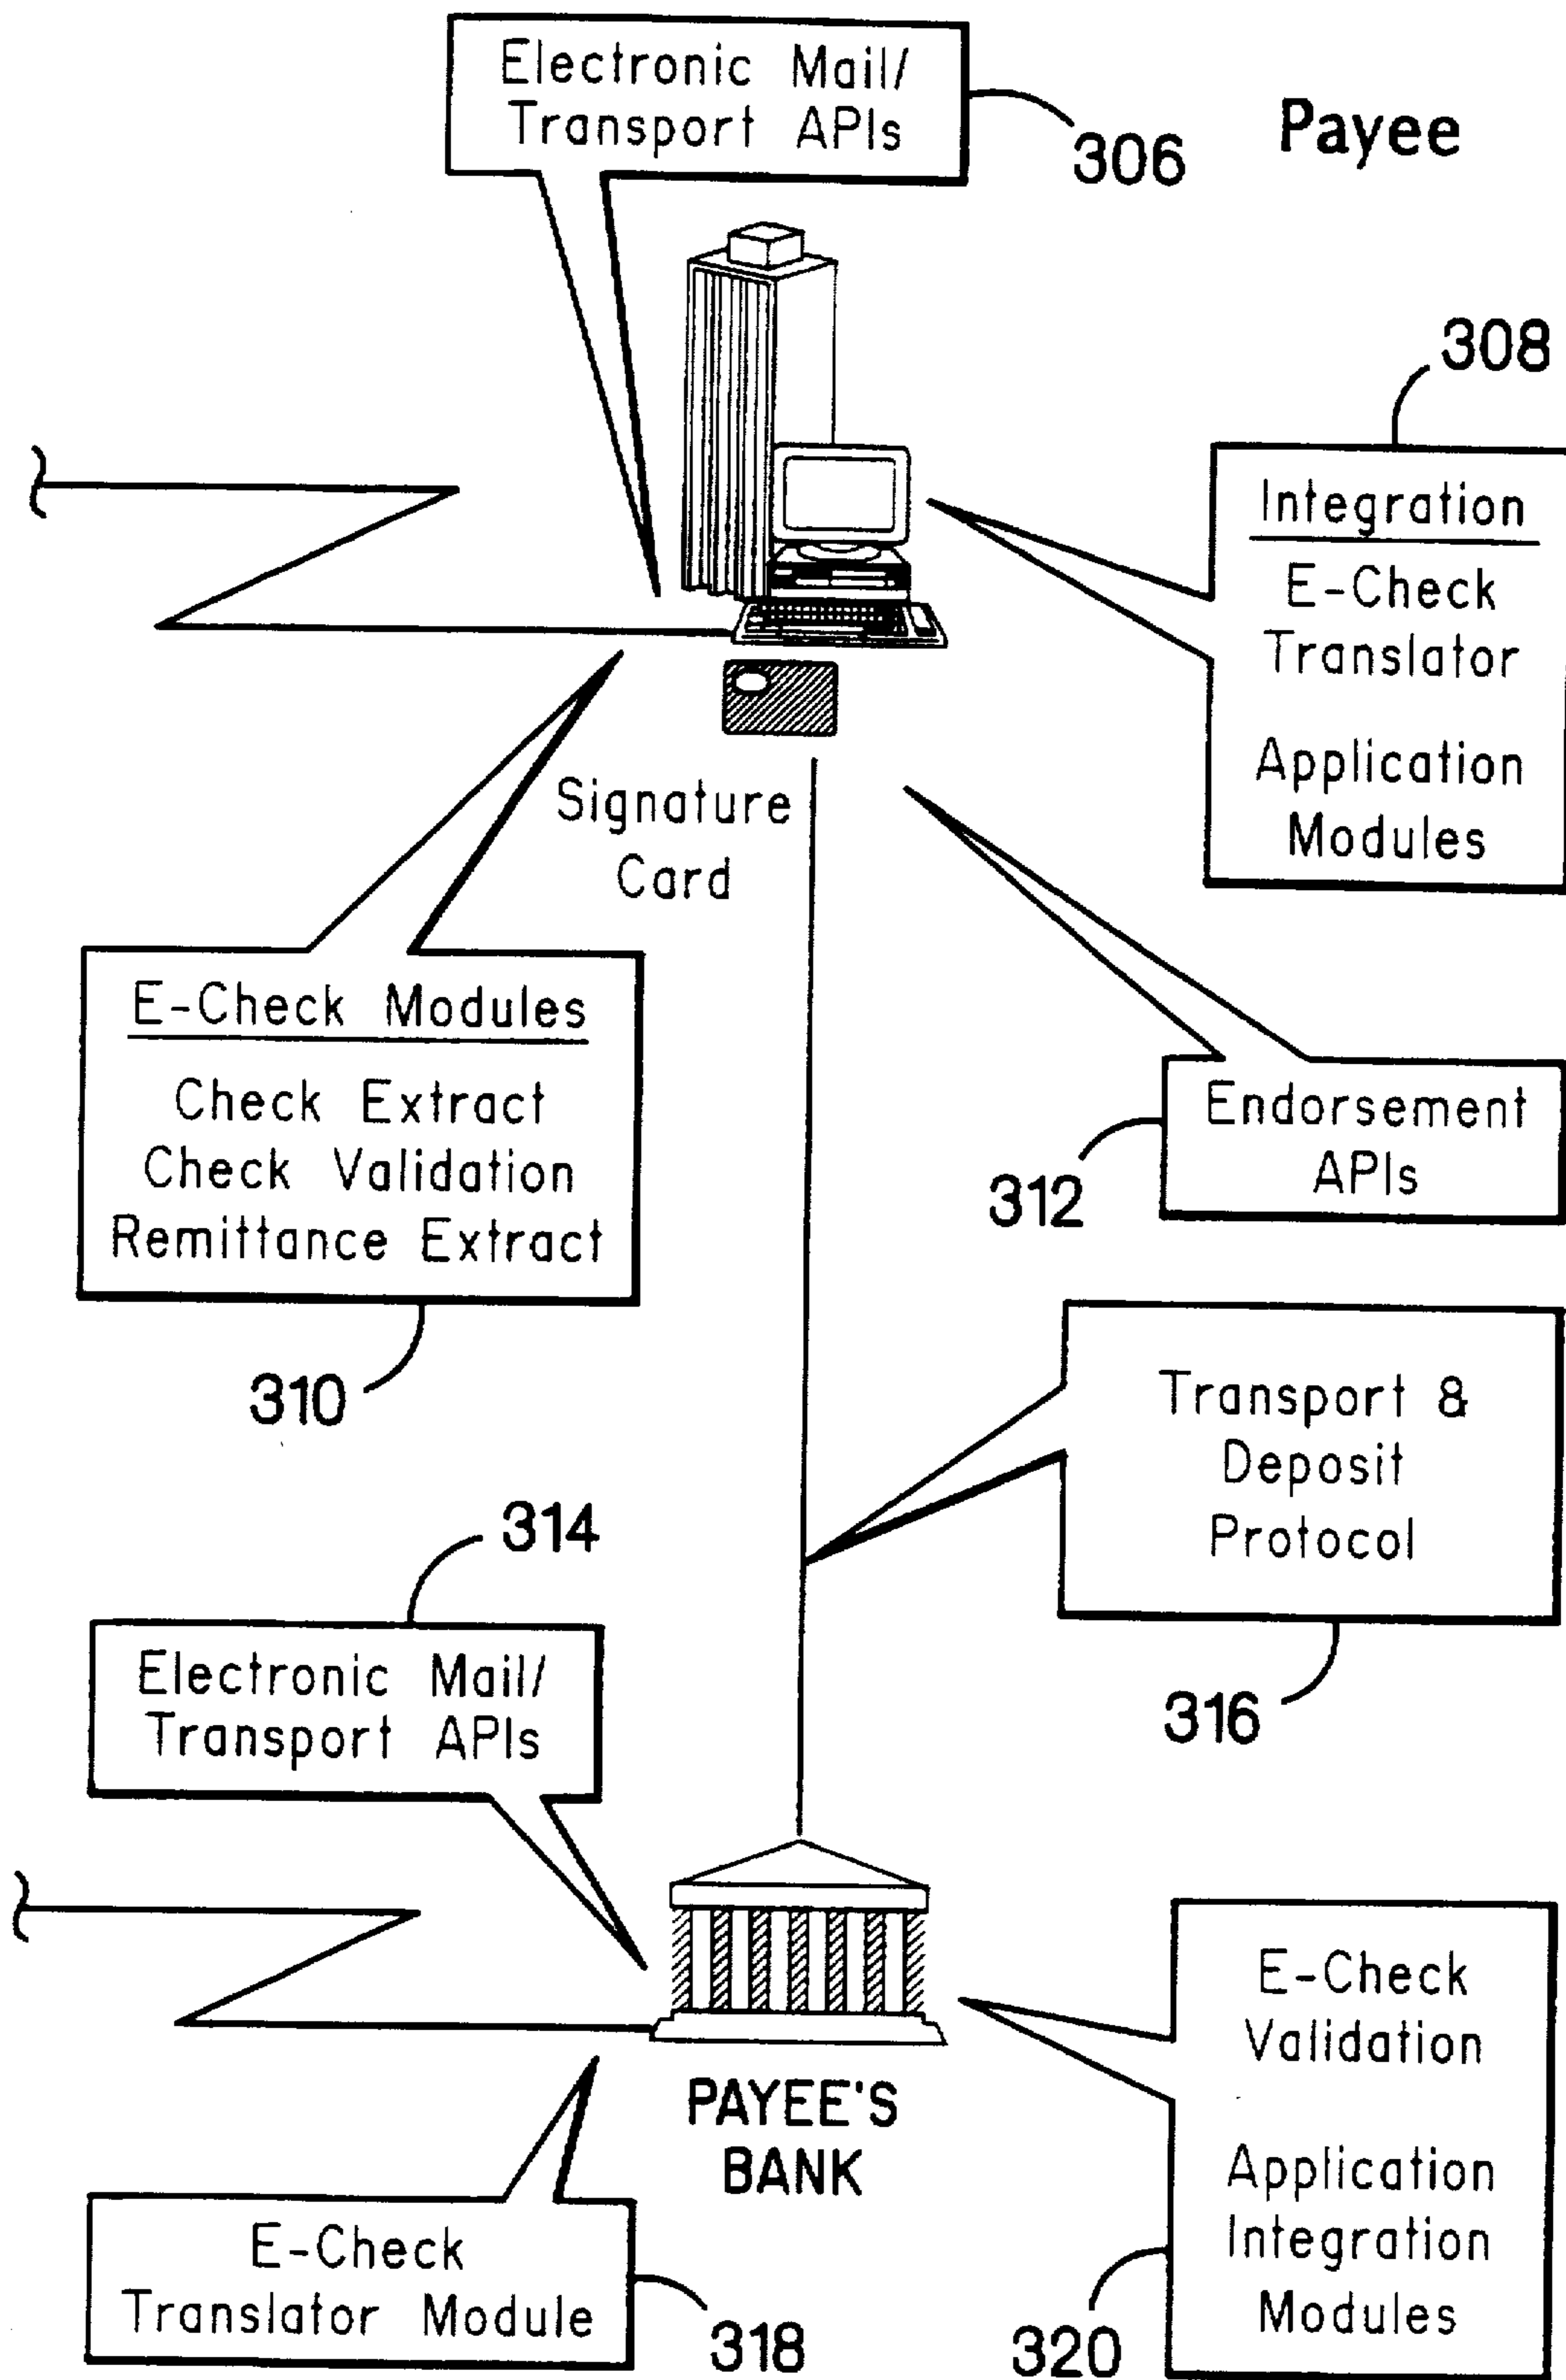 Electronic Mail/
Transport APIs
306
Payee
308
Integration
E-Check
Translator
Application
Modules
Signature
Card
E-Check Modules
Check Extract
Check Validation
Remittance Extract
310
Endorsement
APIs
312
Transport &
Deposit
Protocol
316
314
Electronic Mail/
Transport APIs
PAYEE'S
BANK
E-Check
Validation
Application
Integration
Modules
320
E-Check
Translator Module
318